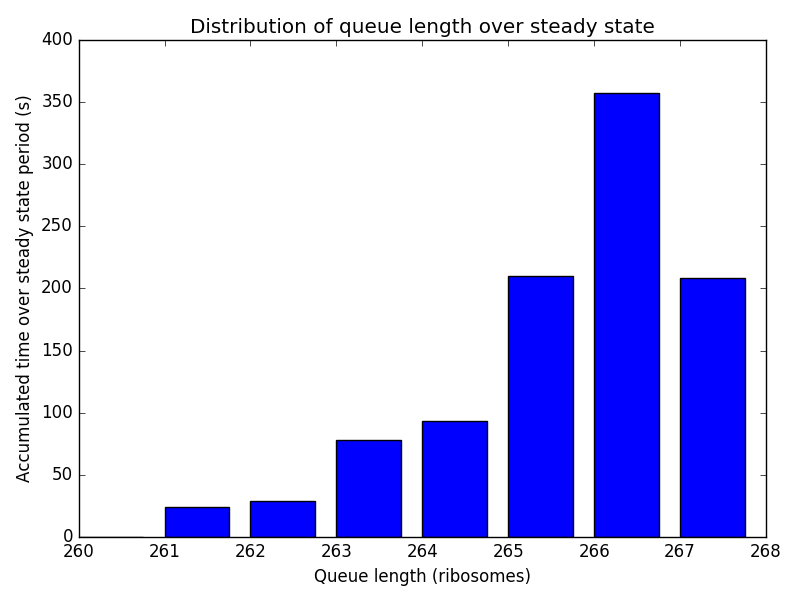 Distribution of queue length over steady state
Accumulated time over steady state period (s)
400
350
300
250
200
150
100
50
0
260 261 262 263 264 265 266 267 268
Queue length (ribosomes)